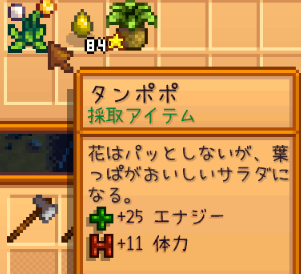 84
タンポポ
採取アイテム
花はパッとしないが、葉
っぱがおいしいサラダに
なる。
+25 エナジー
+11 体力